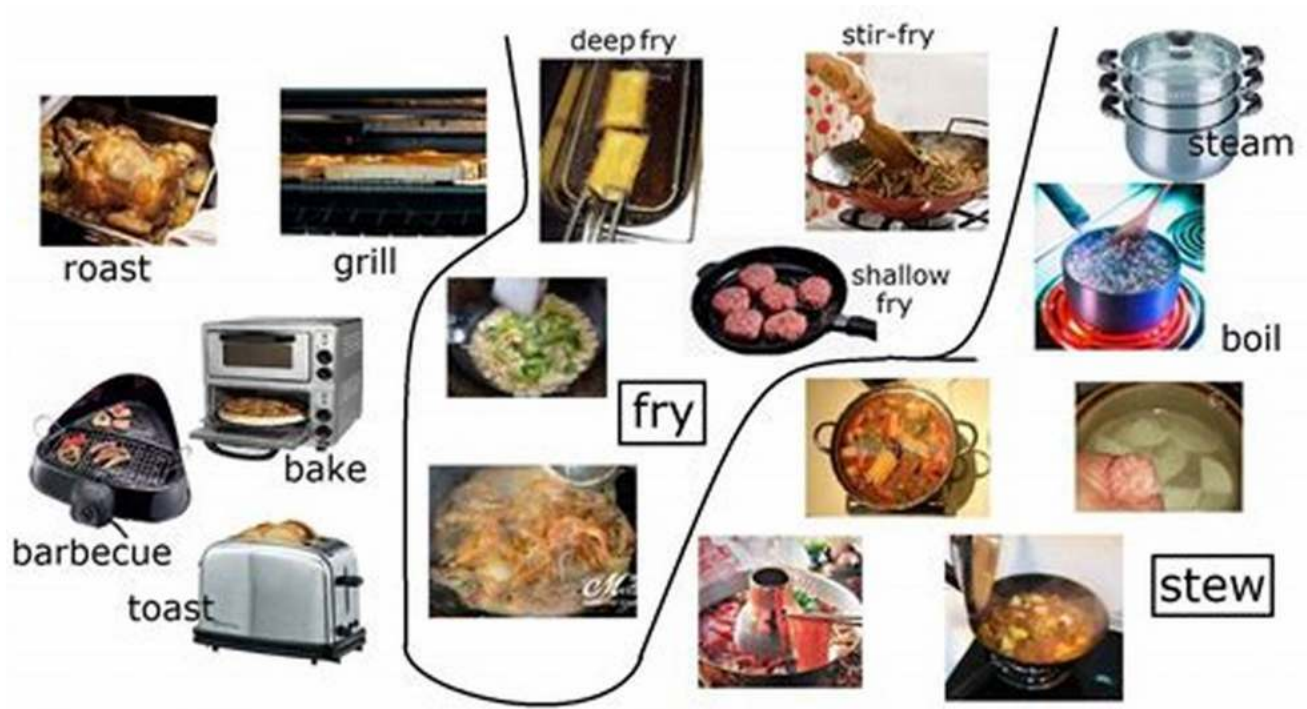 deep fry
stir-fry
steam
roast
grill
shallow
fry
boil
fry
bake
barbecue
toast
stew